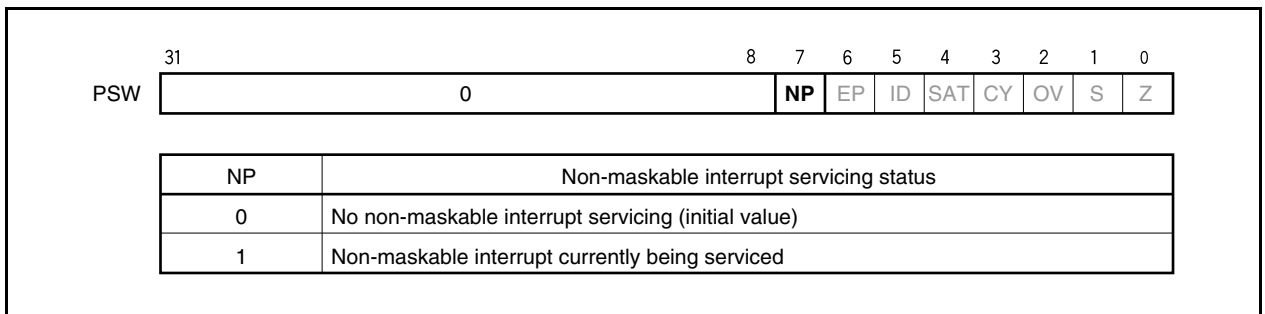 31 8 7 6 5 4 3 2 1 0
PSW 0 NP EP ID SAT CY OV S Z
NP Non-maskable interrupt servicing status
0 No non-maskable interrupt servicing (initial value)
1 Non-maskable interrupt currently being serviced